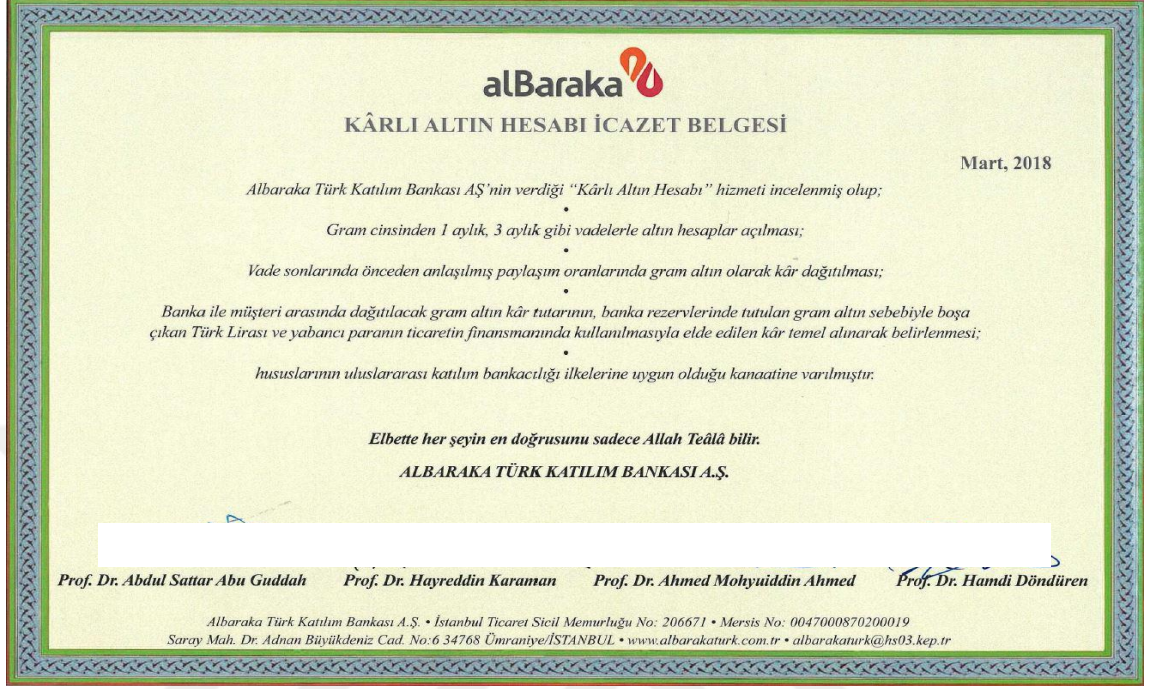 alBaraka
KÂRLI ALTIN HESABI İCAZET BELGESİ
Mart, 2018
Albaraka Türk Katılım Bankası AŞ'nin verdiği “Kârlı Altın Hesabı” hizmeti incelenmiş olup;
•
Gram cinsinden 1 aylık, 3 aylık gibi vadelerle altın hesaplar açılması;
•
Vade sonlarında önceden anlaşılmış paylaşım oranlarında gram altın olarak kâr dağıtılması;
•
Banka ile müşteri arasında dağıtılacak gram altın kâr tutarının, banka rezervlerinde tutulan gram altın sebebiyle boşa
çıkan Türk Lirası ve yabancı paranın ticaretin finansmanında kullanılmasıyla elde edilen kâr temel alınarak belirlenmesi;
•
hususlarının uluslararası katılım bankacılığı ilkelerine uygun olduğu kanaatine varılmıştır.
Elbette her şeyin en doğrusunu sadece Allah Teâlâ bilir.
ALBARAKA TÜRK KATILIM BANKASI A.Ş.
Prof. Dr. Abdul Sattar Abu Guddah Prof. Dr. Hayreddin Karaman Prof. Dr. Ahmed Mohyuiddin Ahmed Prof. Dr. Hamdi Döndüren
Albaraka Türk Katılım Bankası A.Ş. • İstanbul Ticaret Sicil Memurluğu No: 206671 • Mersis No: 0047000870200019
Saray Mah. Dr. Adnan Büyükdeniz Cad. No:6 34768 Ümraniye/İSTANBUL • www.albarakaturk.com.tr • albarakaturk@hs03.kep.tr